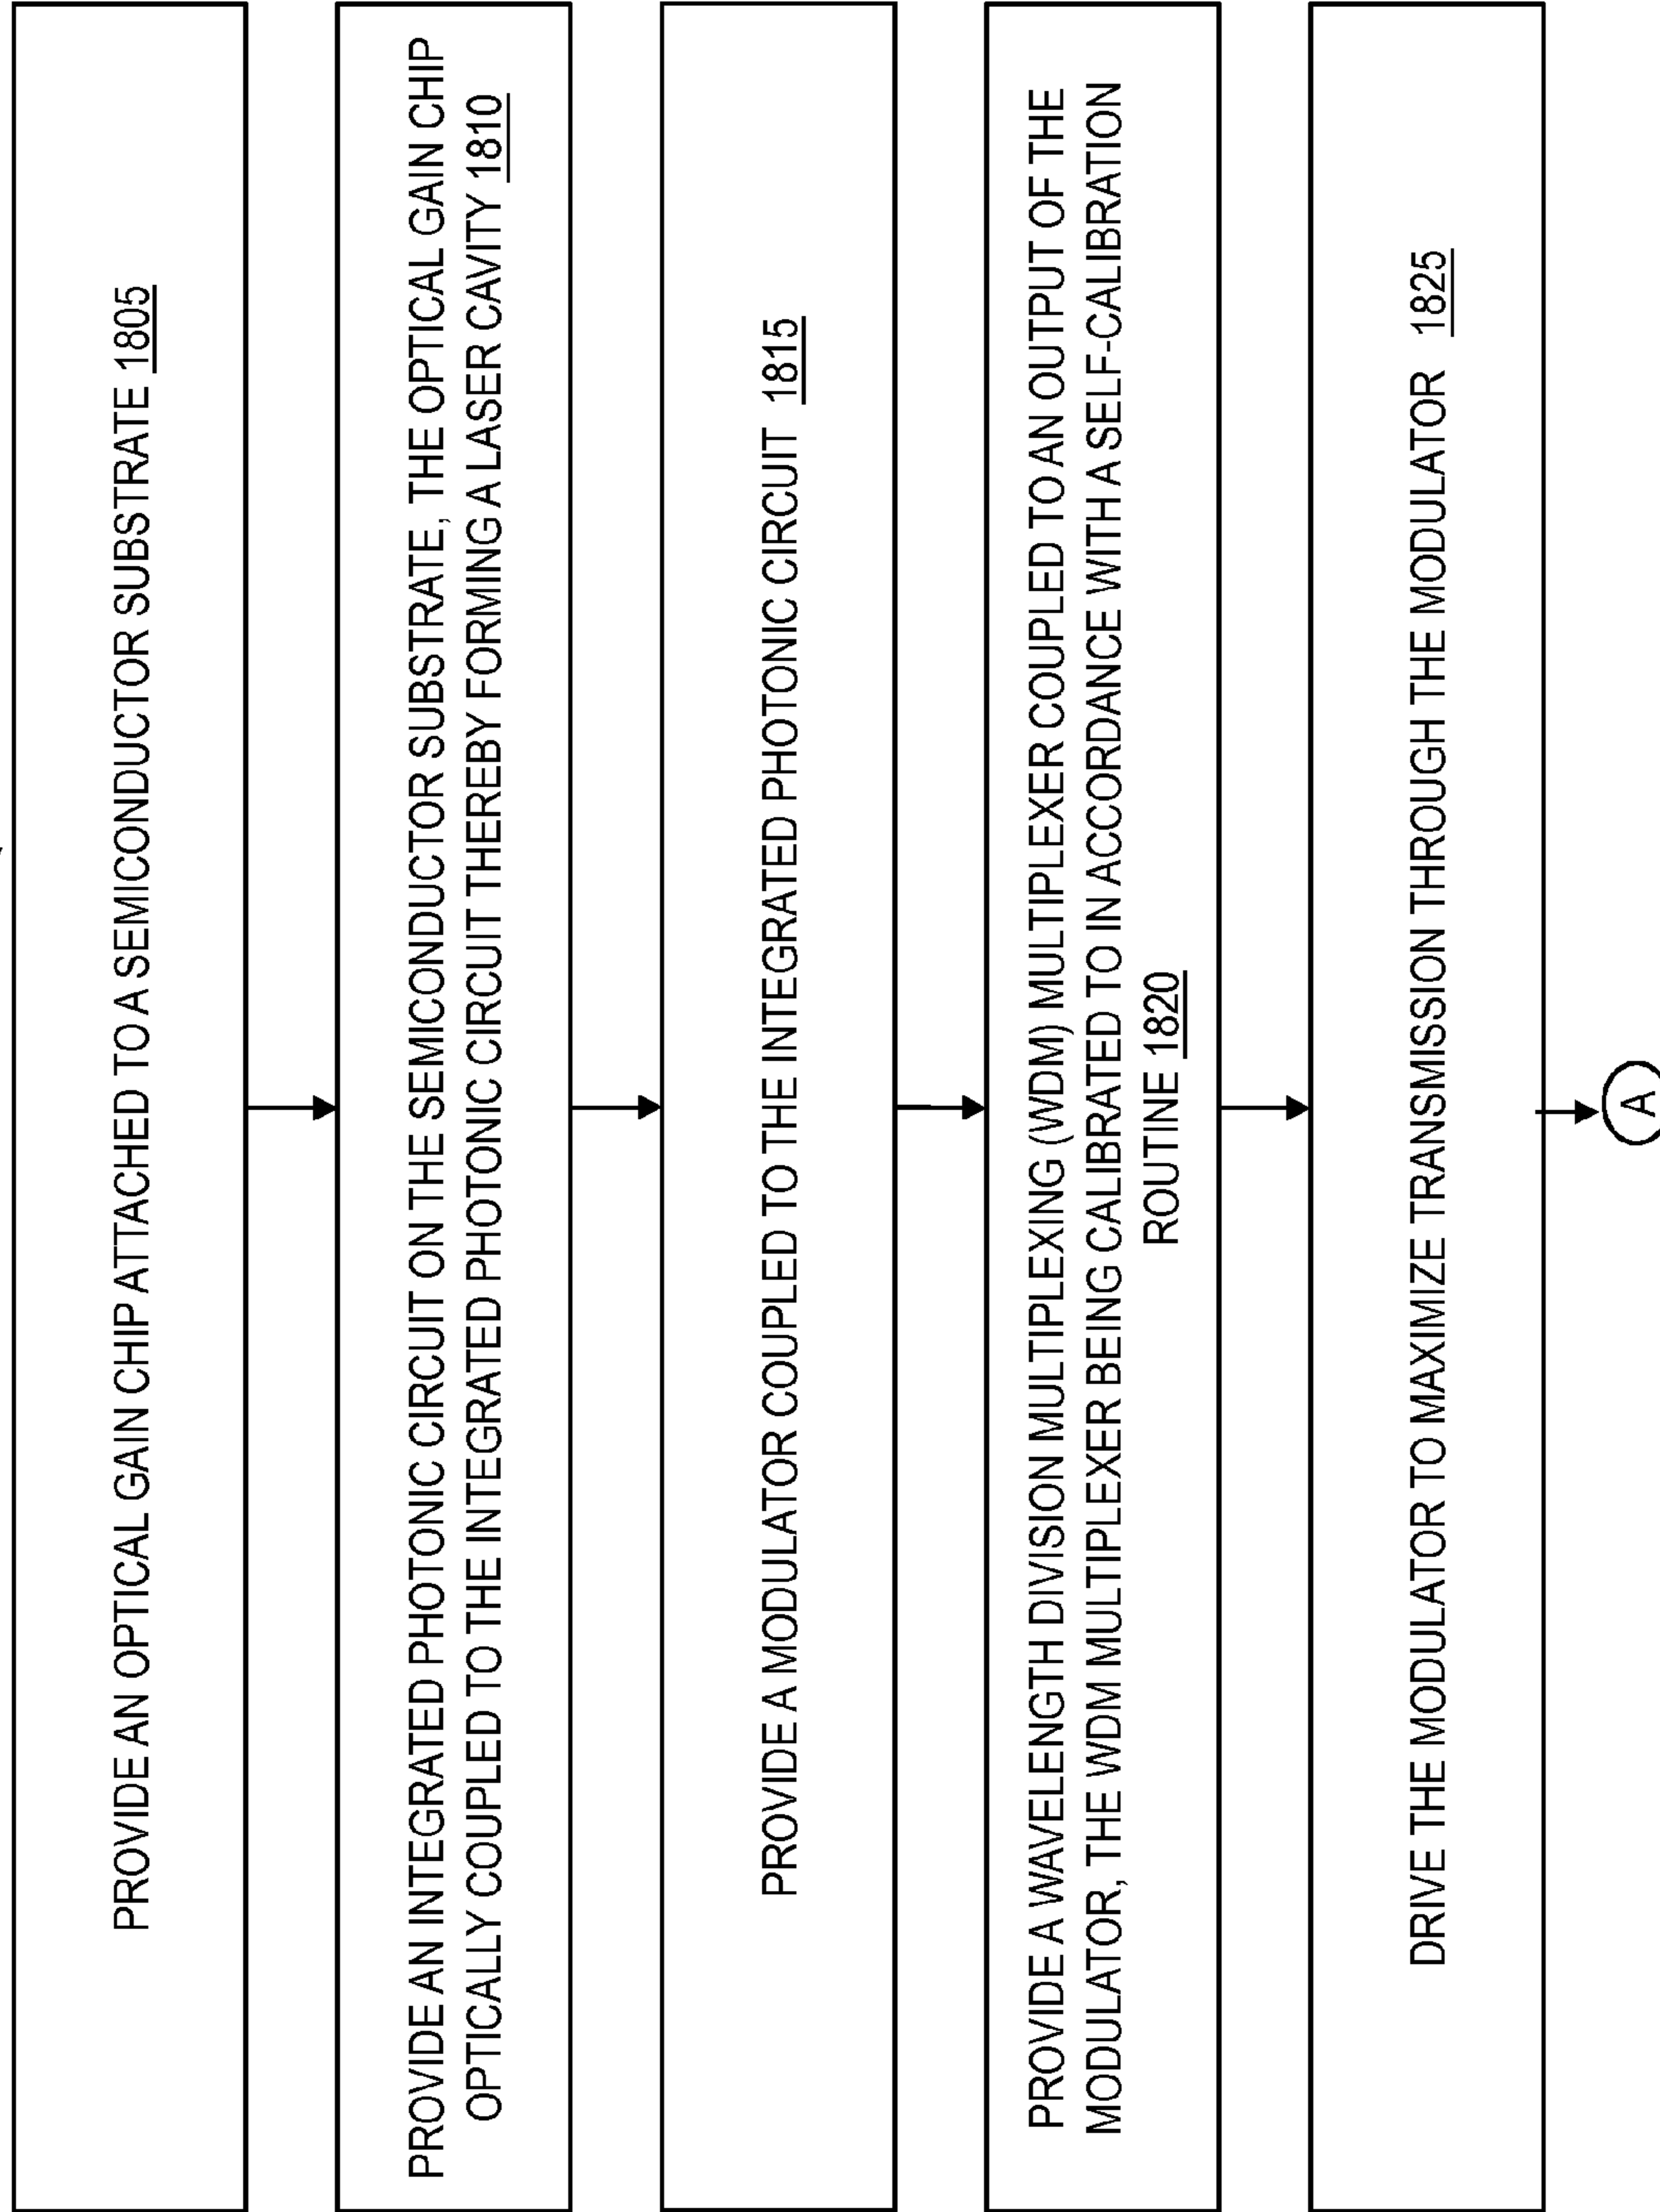 PROVIDE AN OPTICAL GAIN CHIP ATTACHED TO A SEMICONDUCTOR SUBSTRATE 1805
PROVIDE AN INTEGRATED PHOTONIC CIRCUIT ON THE SEMICONDUCTOR SUBSTRATE, THE OPTICAL GAIN CHIP
OPTICALLY COUPLED TO THE INTEGRATED PHOTONIC CIRCUIT THEREBY FORMING A LASER CAVITY 1810
PROVIDE A MODULATOR COUPLED TO THE INTEGRATED PHOTONIC CIRCUIT 1815
PROVIDE A WAVELENGTH DIVISION MULTIPLEXING (WDM) MULTIPLEXER COUPLED TO AN OUTPUT OF THE
MODULATOR, THE WDM MULTIPLEXER BEING CALIBRATED TO IN ACCORDANCE WITH A SELF-CALIBRATION
ROUTINE 1820
DRIVE THE MODULATOR TO MAXIMIZE TRANSMISSION THROUGH THE MODULATOR 1825
A